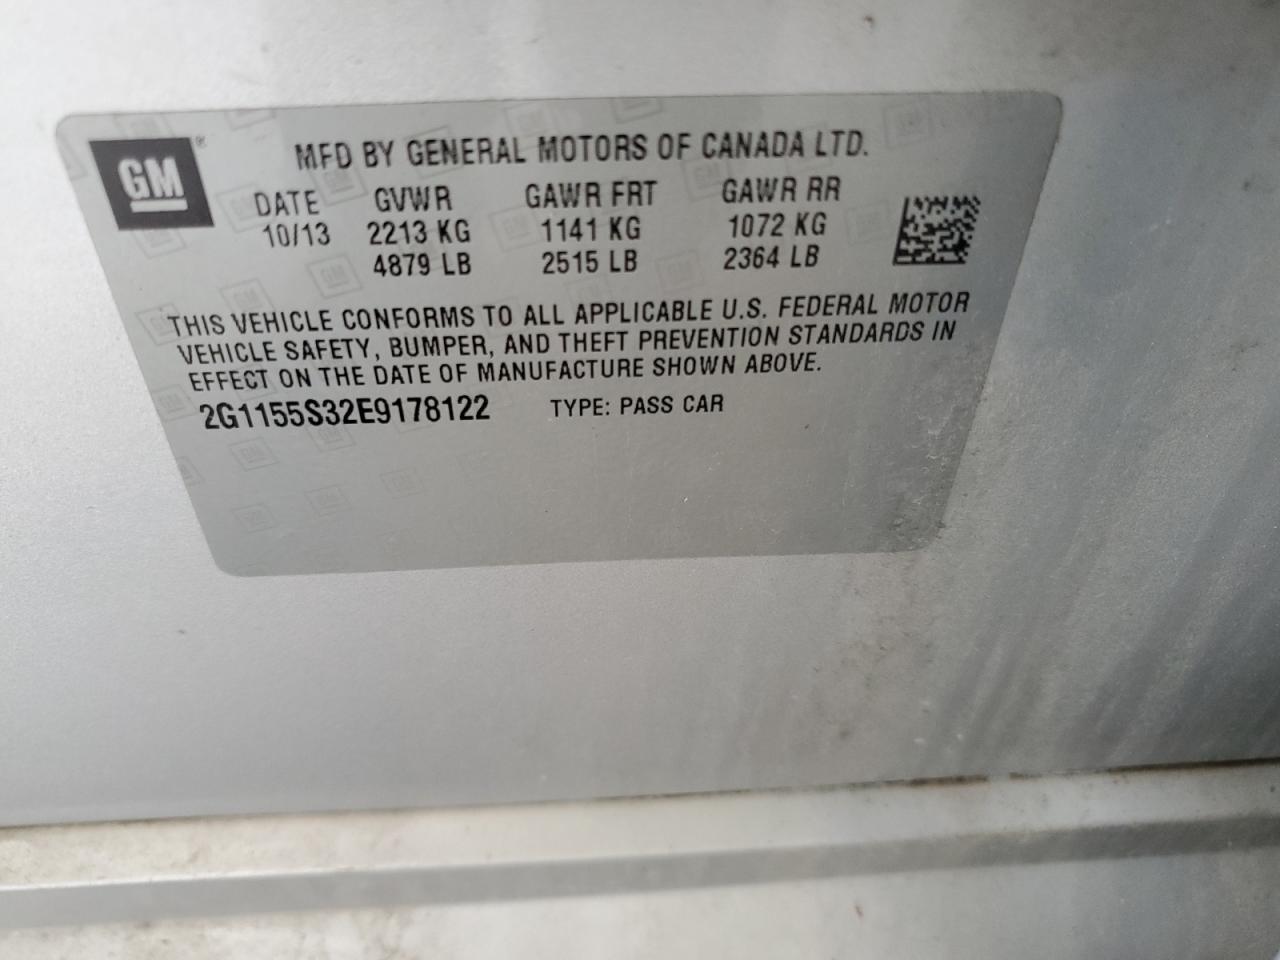 GM®
MFD BY GENERAL MOTORS OF CANADA LTD.
DATE GVWR GAWR FRT GAWR RR
10/13 2213 KG 1141 KG 1072 KG
4879 LB 2515 LB 2364 LB
THIS VEHICLE CONFORMS TO ALL APPLICABLE U.S. FEDERAL MOTOR
VEHICLE SAFETY, BUMPER, AND THEFT PREVENTION STANDARDS IN
EFFECT ON THE DATE OF MANUFACTURE SHOWN ABOVE.
2G1155S32E9178122 TYPE: PASS CAR